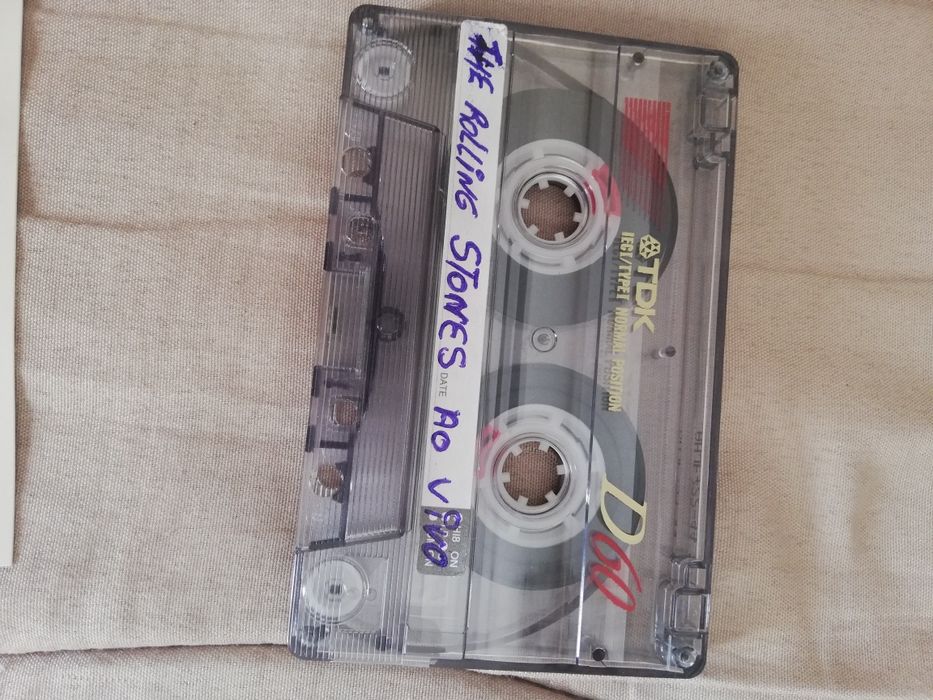 THE ROLLING STONES AO VIVO
DATE
TDK
IEC I/TYPE I NORMAL POSITION
D60